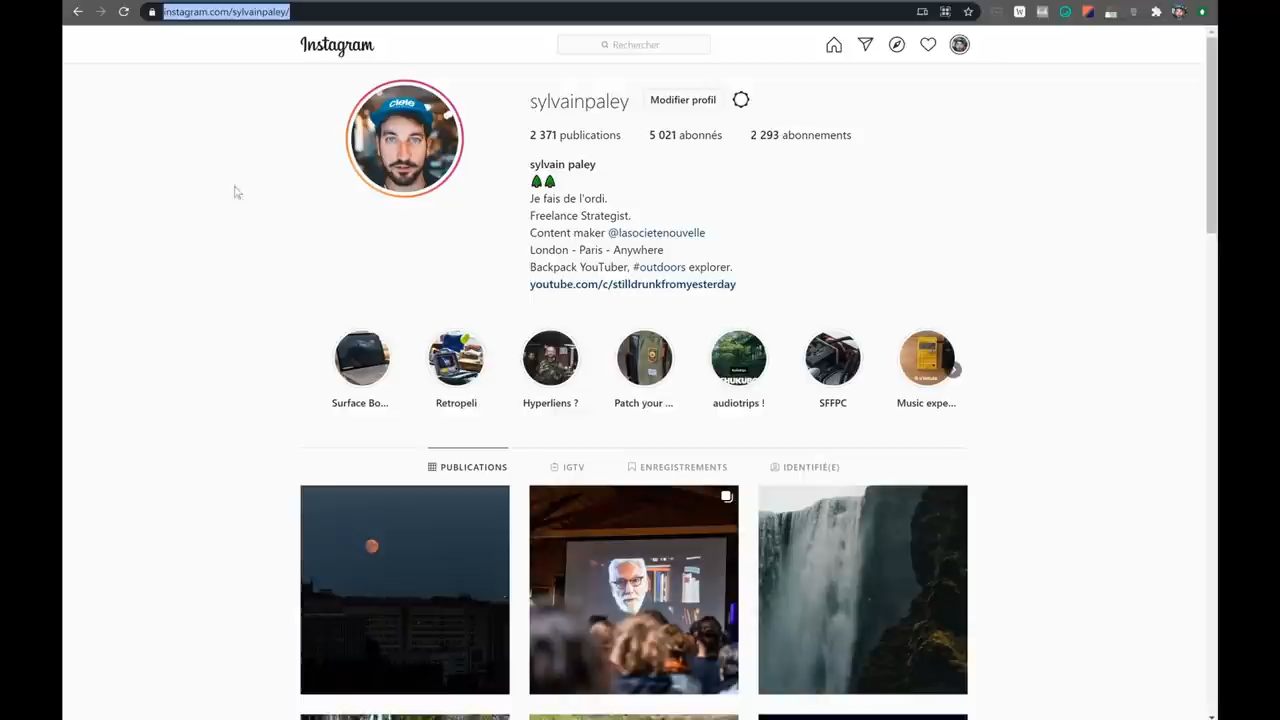 instagram.com/sylvainpaley/
Instagram
Rechercher
sylvainpaley Modifier profil
2 371 publications 5 021 abonnés 2 293 abonnements
sylvain paley
Je fais de l'ordi.
Freelance Strategist.
Content maker @lasocietenouvelle
London - Paris - Anywhere
Backpack YouTuber, #outdoors explorer.
youtube.com/c/stilldrunkfromyesterday
ciele
Surface Bo... Retropeli Hyperliens ? Patch your ... audiotrips ! SFFPC Music expe...
PUBLICATIONS IGTV ENREGISTREMENTS IDENTIFIÉ(E)